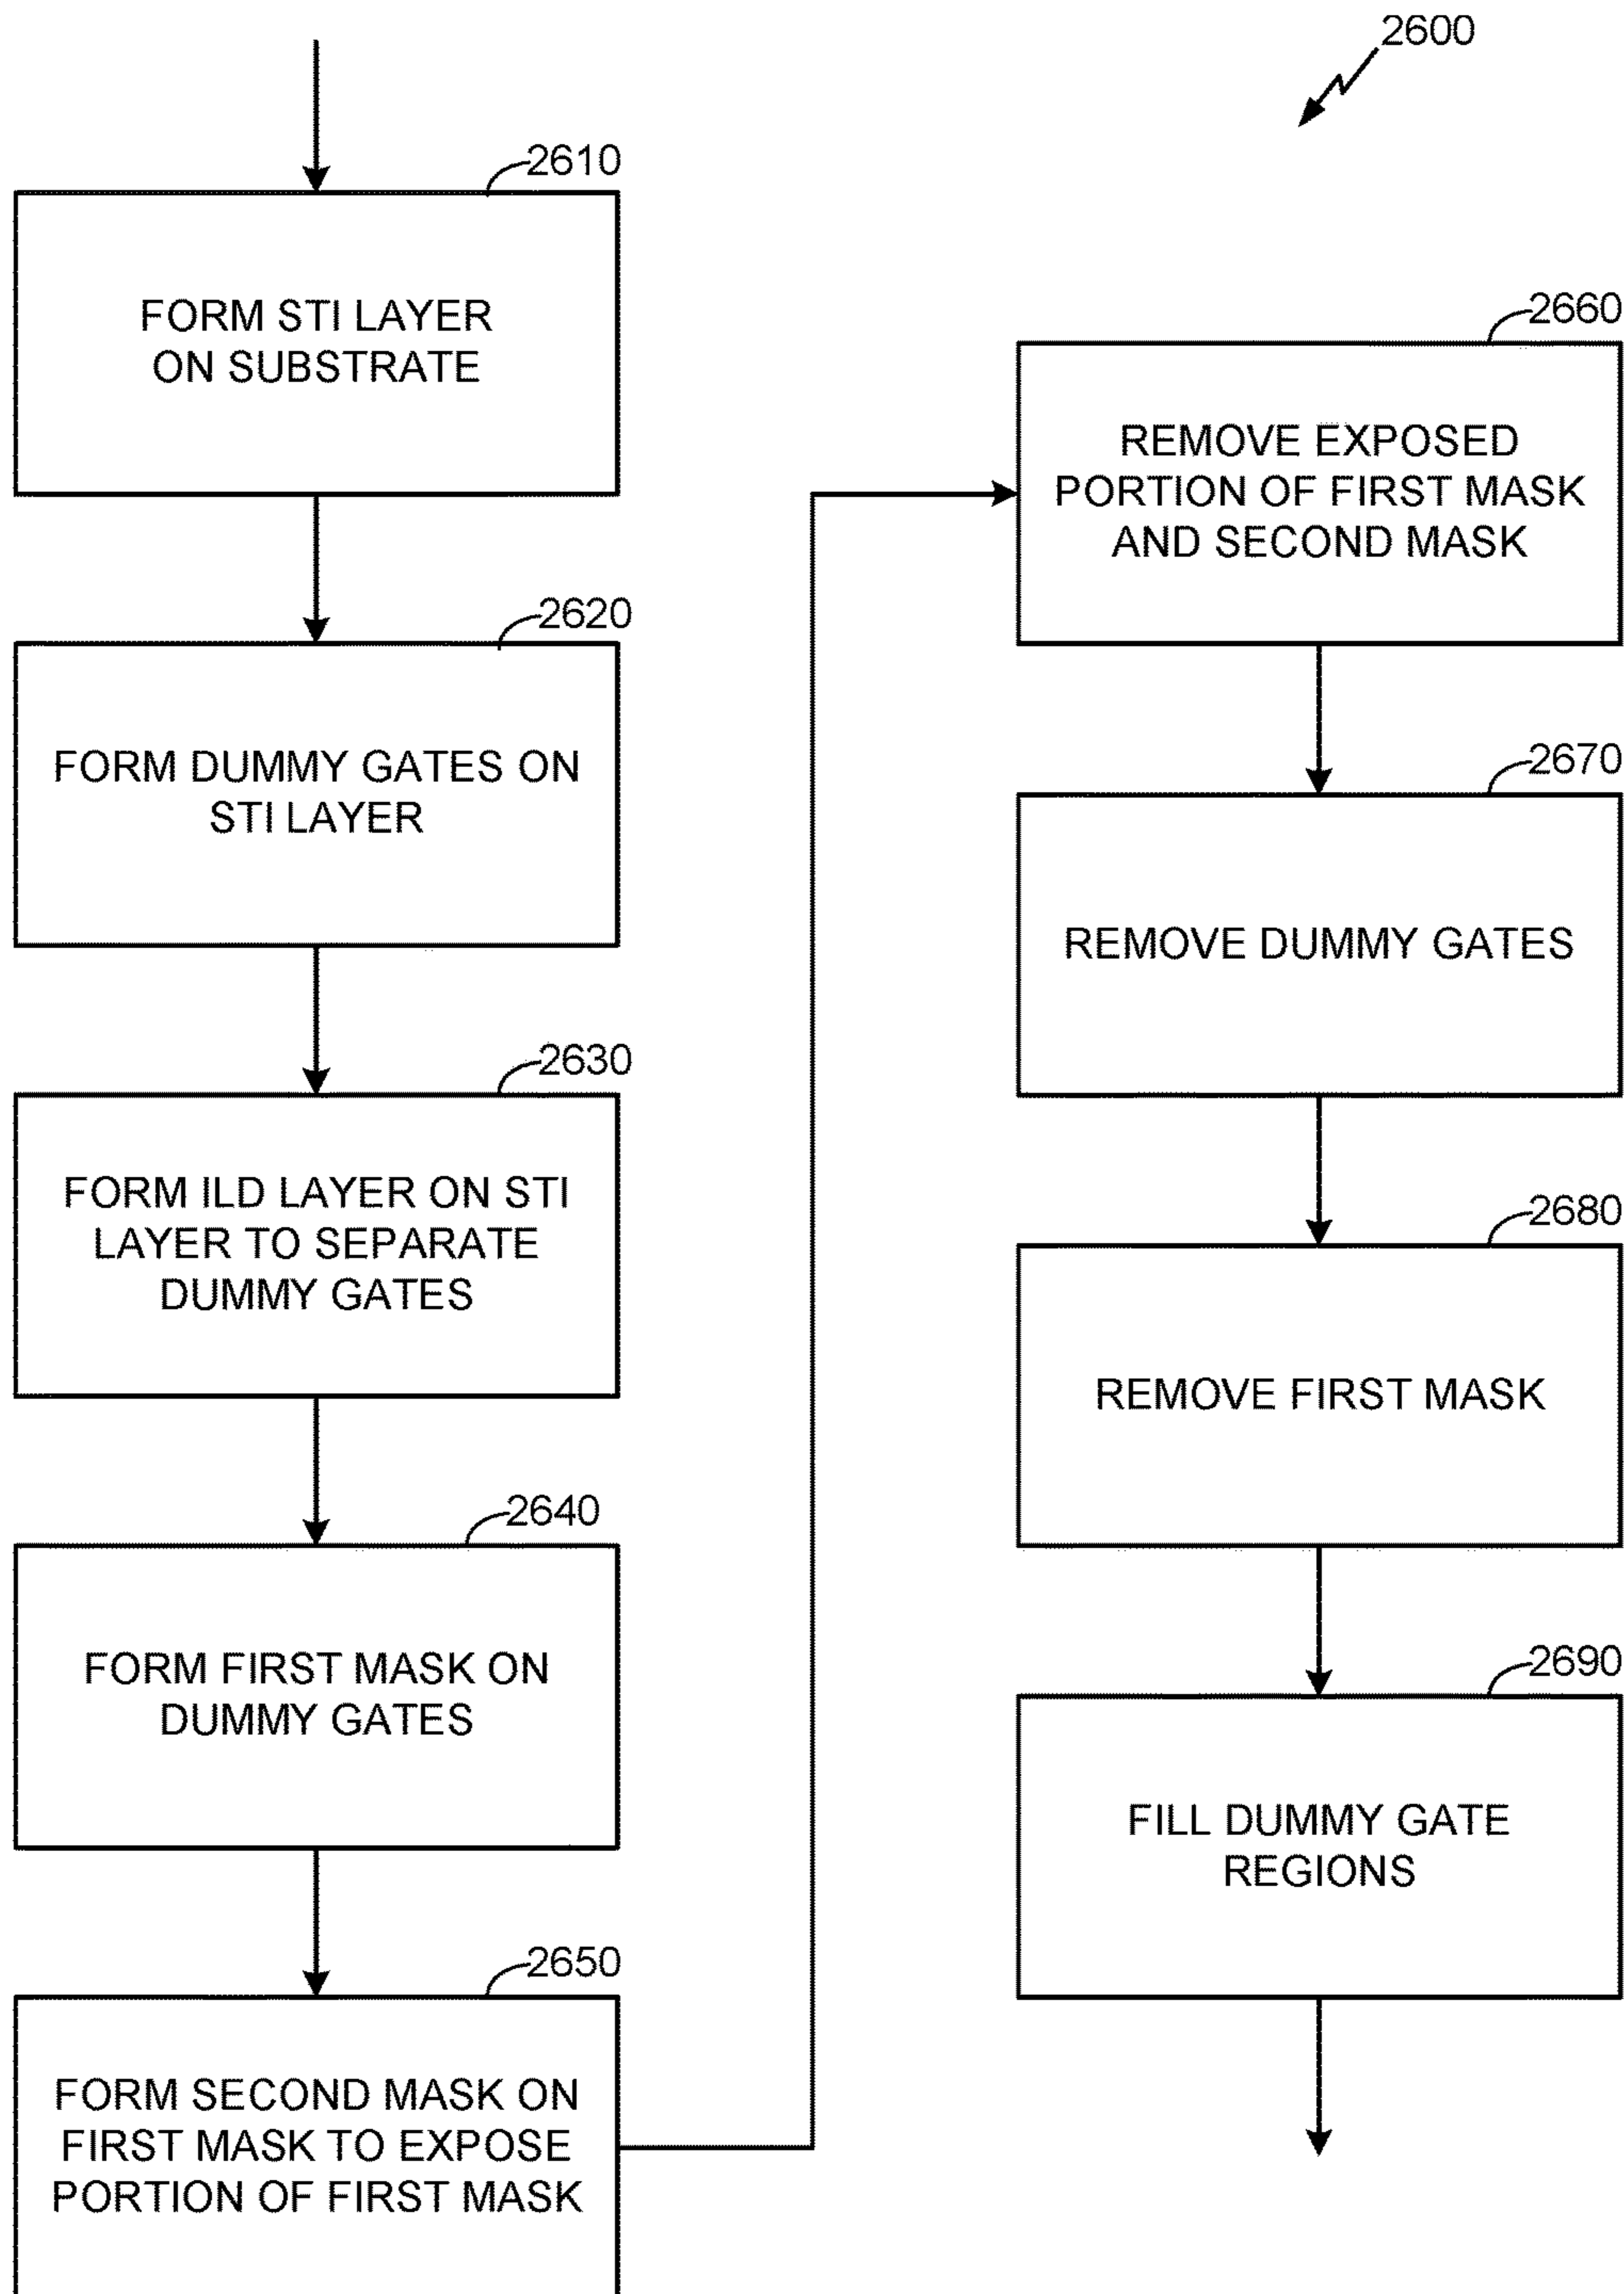 2600
2610
FORM STI LAYER
ON SUBSTRATE
2620
FORM DUMMY GATES ON
STI LAYER
2630
FORM ILD LAYER ON STI
LAYER TO SEPARATE
DUMMY GATES
2640
FORM FIRST MASK ON
DUMMY GATES
2650
FORM SECOND MASK ON
FIRST MASK TO EXPOSE
PORTION OF FIRST MASK
2660
REMOVE EXPOSED
PORTION OF FIRST MASK
AND SECOND MASK
2670
REMOVE DUMMY GATES
2680
REMOVE FIRST MASK
2690
FILL DUMMY GATE
REGIONS